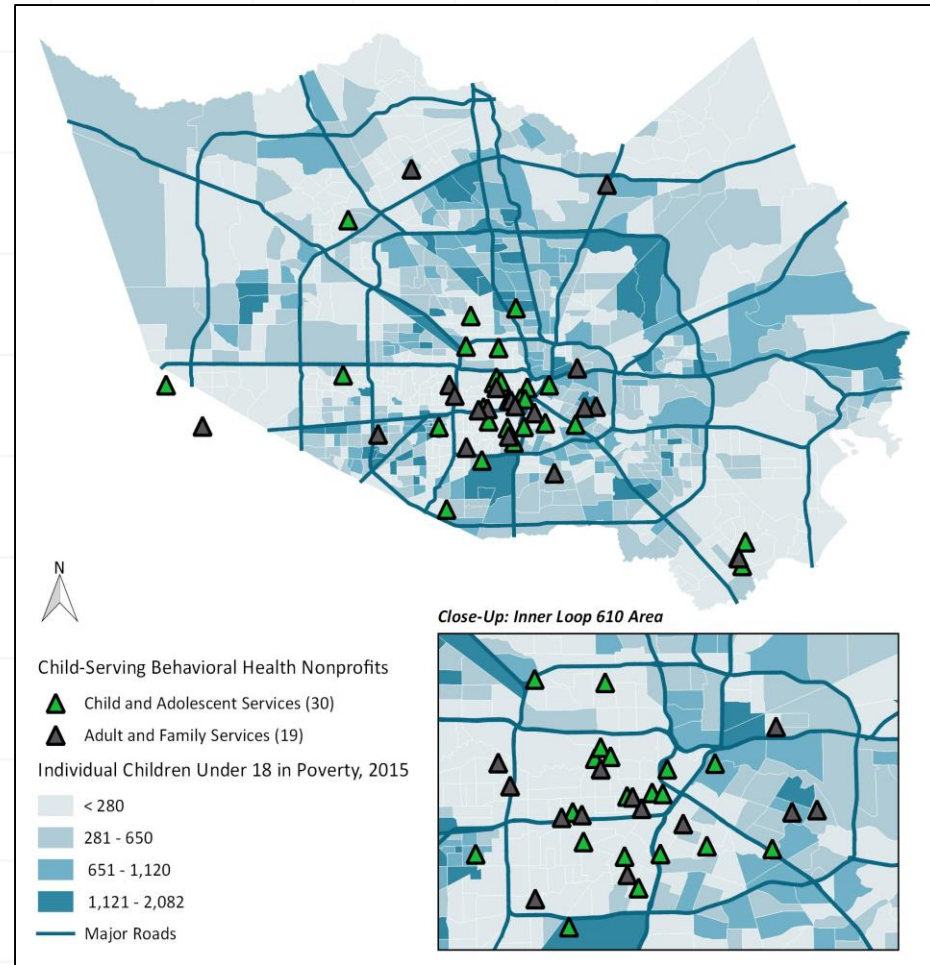 N
Close-Up: Inner Loop 610 Area
Child-Serving Behavioral Health Nonprofits
Child and Adolescent Services (30)
Adult and Family Services (19)
Individual Children Under 18 in Poverty, 2015
< 280
281 - 650
651 - 1,120
1,121 - 2,082
Major Roads